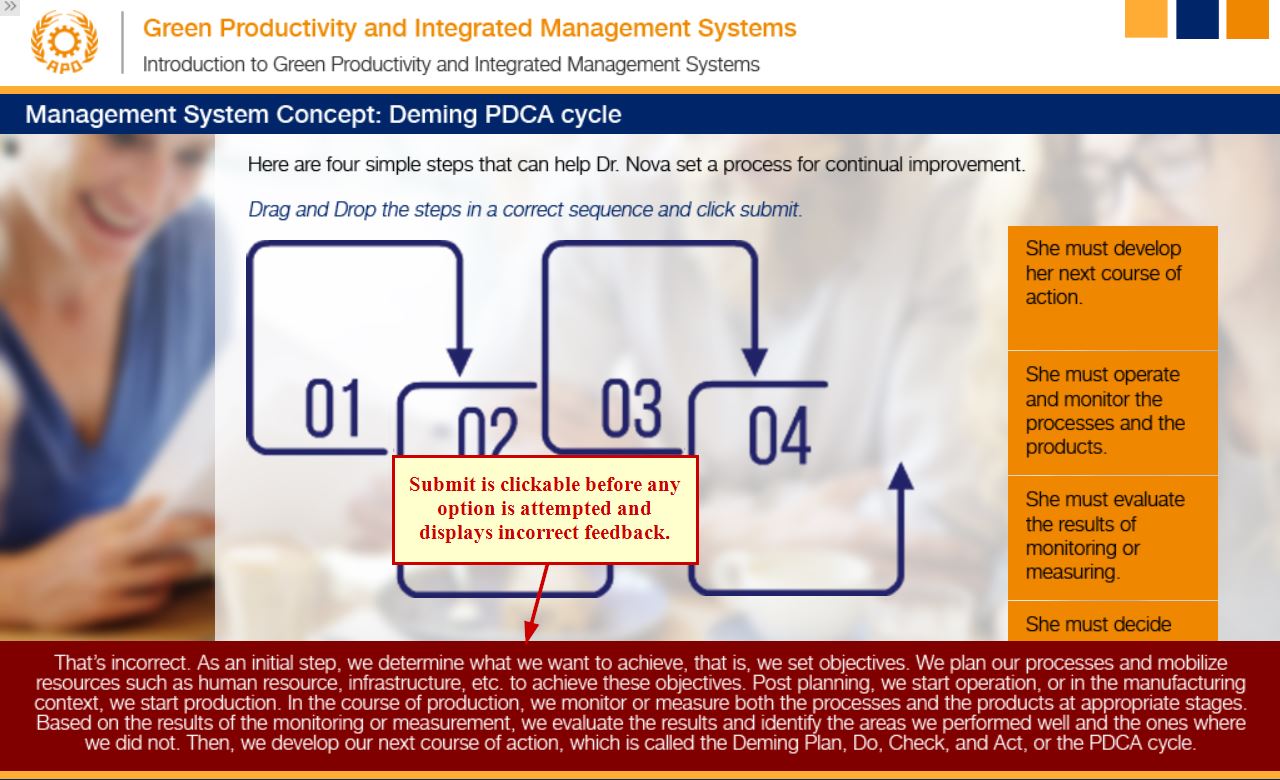 »
APO
Green Productivity and Integrated Management Systems
Introduction to Green Productivity and Integrated Management Systems
Management System Concept: Deming PDCA cycle
Here are four simple steps that can help Dr. Nova set a process for continual improvement.
Drag and Drop the steps in a correct sequence and click submit.
01
02
03
04
Submit is clickable before any
option is attempted and
displays incorrect feedback.
She must develop
her next course of
action.
She must operate
and monitor the
processes and the
products.
She must evaluate
the results of
monitoring or
measuring.
She must decide
That's incorrect. As an initial step, we determine what we want to achieve, that is, we set objectives. We plan our processes and mobilize
resources such as human resource, infrastructure, etc. to achieve these objectives. Post planning, we start operation, or in the manufacturing
context, we start production. In the course of production, we monitor or measure both the processes and the products at appropriate stages.
Based on the results of the monitoring or measurement, we evaluate the results and identify the areas we performed well and the ones where
we did not. Then, we develop our next course of action, which is called the Deming Plan, Do, Check, and Act, or the PDCA cycle.